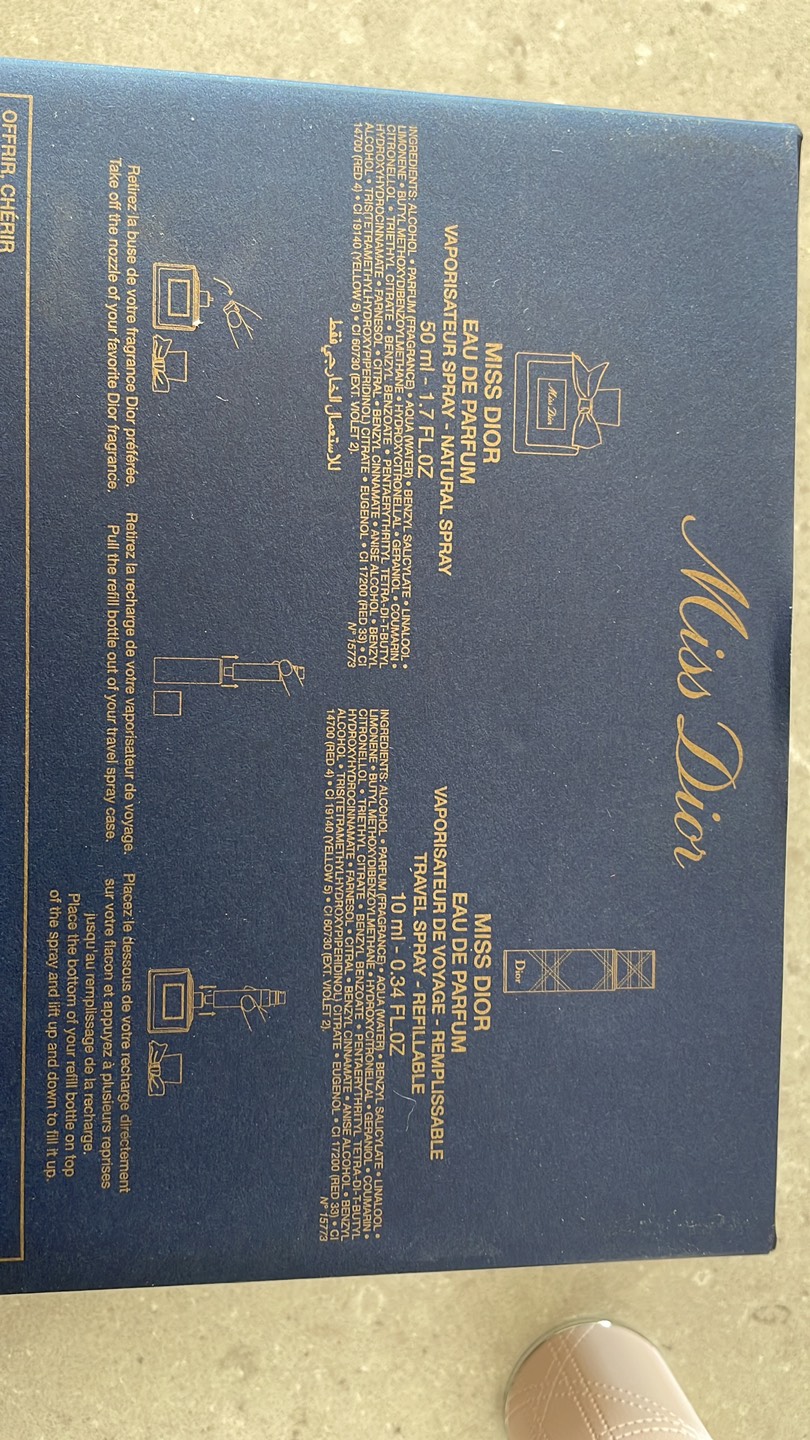 Miss Dior
Miss Dior
MISS DIOR
EAU DE PARFUM
VAPORISATEUR SPRAY - NATURAL SPRAY
50 ml - 1.7 FL.OZ
INGREDIENTS: ALCOHOL • PARFUM (FRAGRANCE) • AQUA (WATER) • BENZYL SALICYLATE • LINALOOL •
LIMONENE • BUTYL METHOXYDIBENZOYLMETHANE • HYDROXYCITRONELLAL • GERANIOL • COUMARIN •
CITRONELLOL • TRIETHYL CITRATE • BENZYL BENZOATE • PENTAERYTHRITYL TETRA-DI-T-BUTYL
HYDROXYHYDROCINNAMATE • FARNESOL • CITRAL • BENZYL CINNAMATE • ANISE ALCOHOL • BENZYL
ALCOHOL • TRIS(TETRAMETHYLHYDROXYPIPERIDINOL) CITRATE • EUGENOL • CI 17200 (RED 33) • CI
14700 (RED 4) • CI 19140 (YELLOW 5) • CI 60730 (EXT. VIOLET 2).
N° 15773
للاستعمال الخارجي فقط
Dior
MISS DIOR
EAU DE PARFUM
VAPORISATEUR DE VOYAGE - REMPLISSABLE
TRAVEL SPRAY - REFILLABLE
10 ml - 0.34 FL.OZ
INGREDIENTS: ALCOHOL • PARFUM (FRAGRANCE) • AQUA (WATER) • BENZYL SALICYLATE • LINALOOL •
LIMONENE • BUTYL METHOXYDIBENZOYLMETHANE • HYDROXYCITRONELLAL • GERANIOL • COUMARIN •
CITRONELLOL • TRIETHYL CITRATE • BENZYL BENZOATE • PENTAERYTHRITYL TETRA-DI-T-BUTYL
HYDROXYHYDROCINNAMATE • FARNESOL • CITRAL • BENZYL CINNAMATE • ANISE ALCOHOL • BENZYL
ALCOHOL • TRIS(TETRAMETHYLHYDROXYPIPERIDINOL) CITRATE • EUGENOL • CI 17200 (RED 33) • CI
14700 (RED 4) • CI 19140 (YELLOW 5) • CI 60730 (EXT. VIOLET 2).
N° 15773
Retirez la buse de votre fragrance Dior préférée.
Take off the nozzle of your favorite Dior fragrance.
Retirez la recharge de votre vaporisateur de voyage.
Pull the refill bottle out of your travel spray case.
Placez le dessous de votre recharge directement
sur votre flacon et appuyez à plusieurs reprises
jusqu'au remplissage de la recharge.
Place the bottom of your refill bottle on top
of the spray and lift up and down to fill it up.
OFFRIR, CHÉRIR